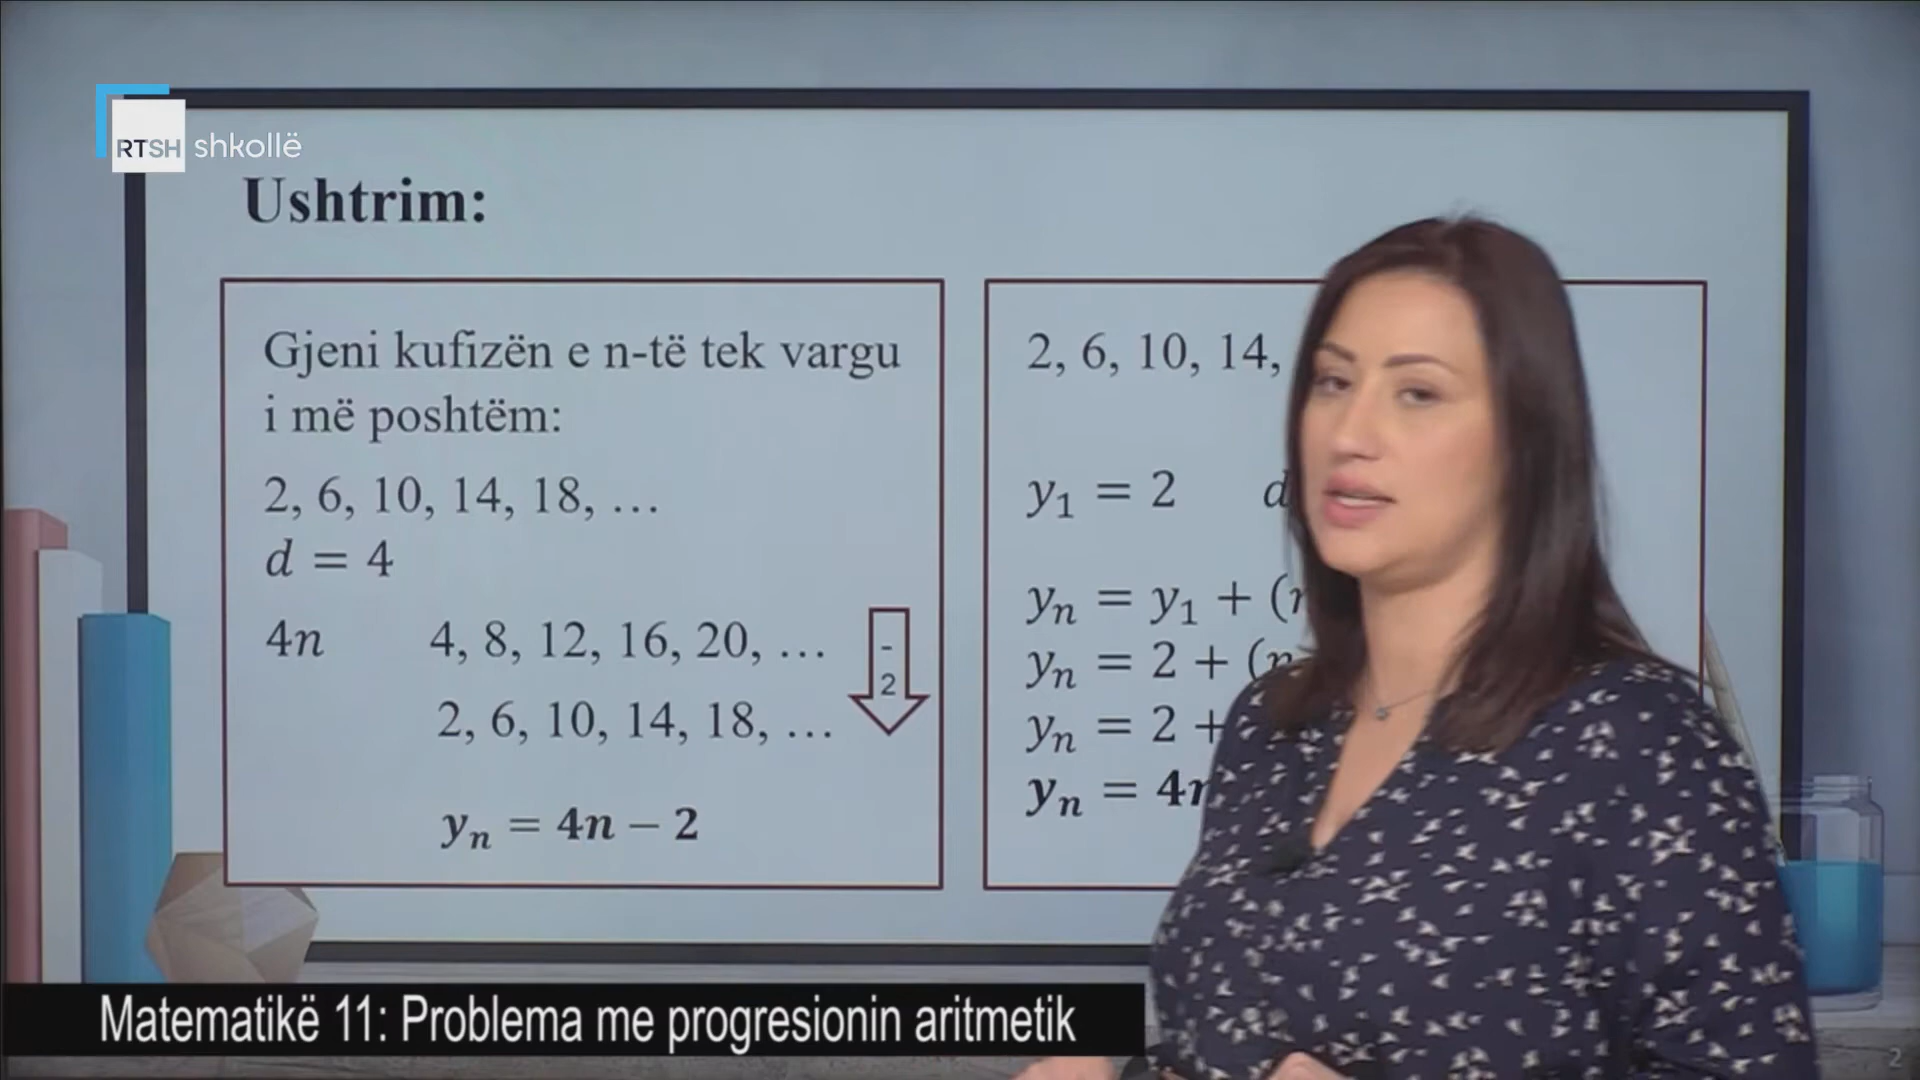 RTSH shkollë
Ushtrim:
Gjeni kufizën e n-të tek vargu
i më poshtëm:
2, 6, 10, 14, 18, …
d = 4
4n 4, 8, 12, 16, 20, …
-
2
2, 6, 10, 14, 18, …
yₙ = 4n − 2
2, 6, 10, 14,
y₁ = 2 d
yₙ = y₁ + (
yₙ = 2 + (
yₙ = 2 +
yₙ = 4
Matematikë 11: Problema me progresionin aritmetik
2